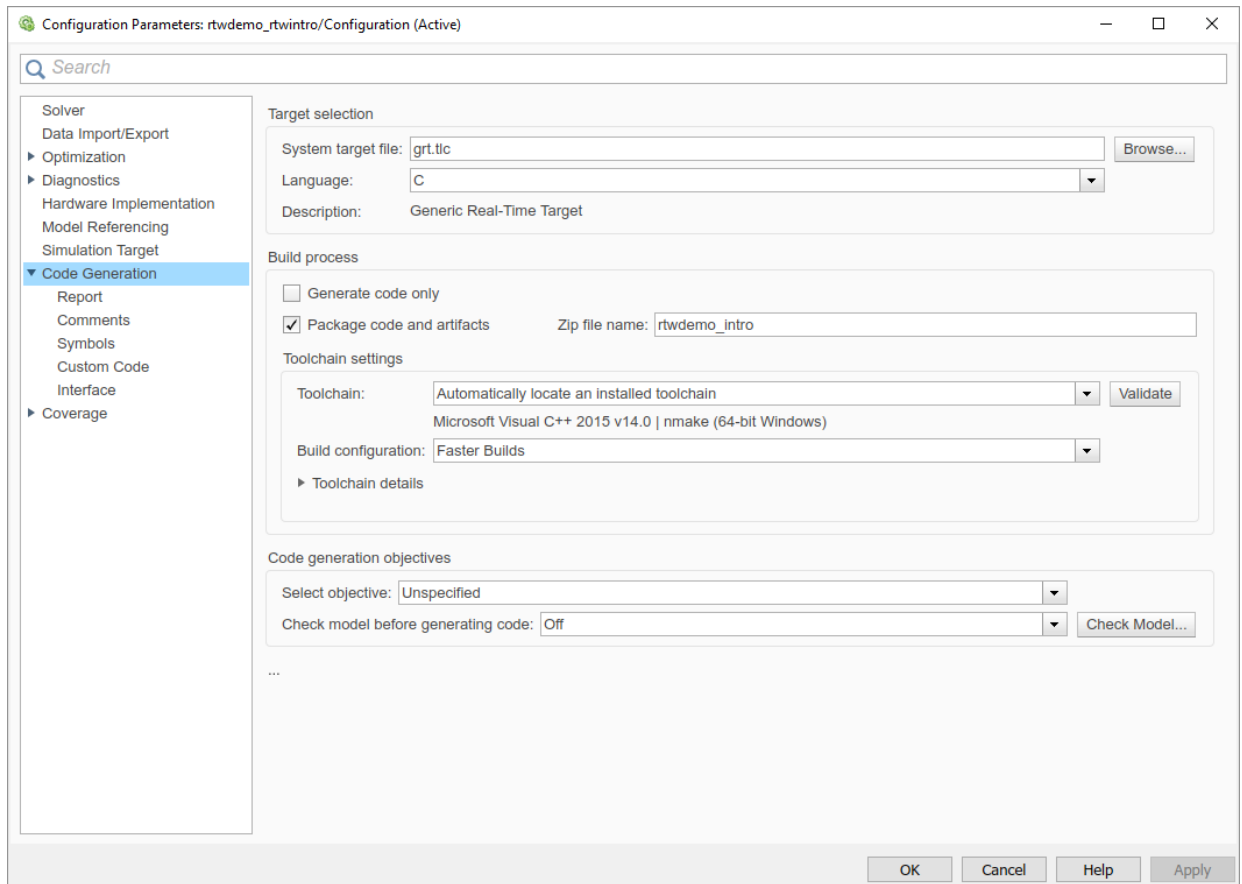 Configuration Parameters: rtwdemo_rtwintro/Configuration (Active)
Search
Solver
Data Import/Export
Optimization
Diagnostics
Hardware Implementation
Model Referencing
Simulation Target
Code Generation
Report
Comments
Symbols
Custom Code
Interface
Coverage
Target selection
System target file: grt.tlc Browse...
Language: C
Description: Generic Real-Time Target
Build process
Generate code only
Package code and artifacts Zip file name: rtwdemo_intro
Toolchain settings
Toolchain: Automatically locate an installed toolchain Validate
Microsoft Visual C++ 2015 v14.0 | nmake (64-bit Windows)
Build configuration: Faster Builds
Toolchain details
Code generation objectives
Select objective: Unspecified
Check model before generating code: Off Check Model...
...
OK Cancel Help Apply